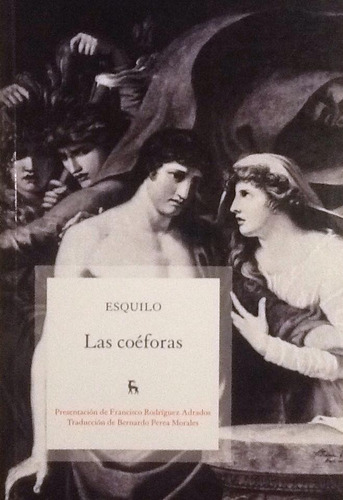 ESQUILO
Las coéforas
Presentación de Francisco Rodríguez Adrados
Traducción de Bernardo Perea Morales